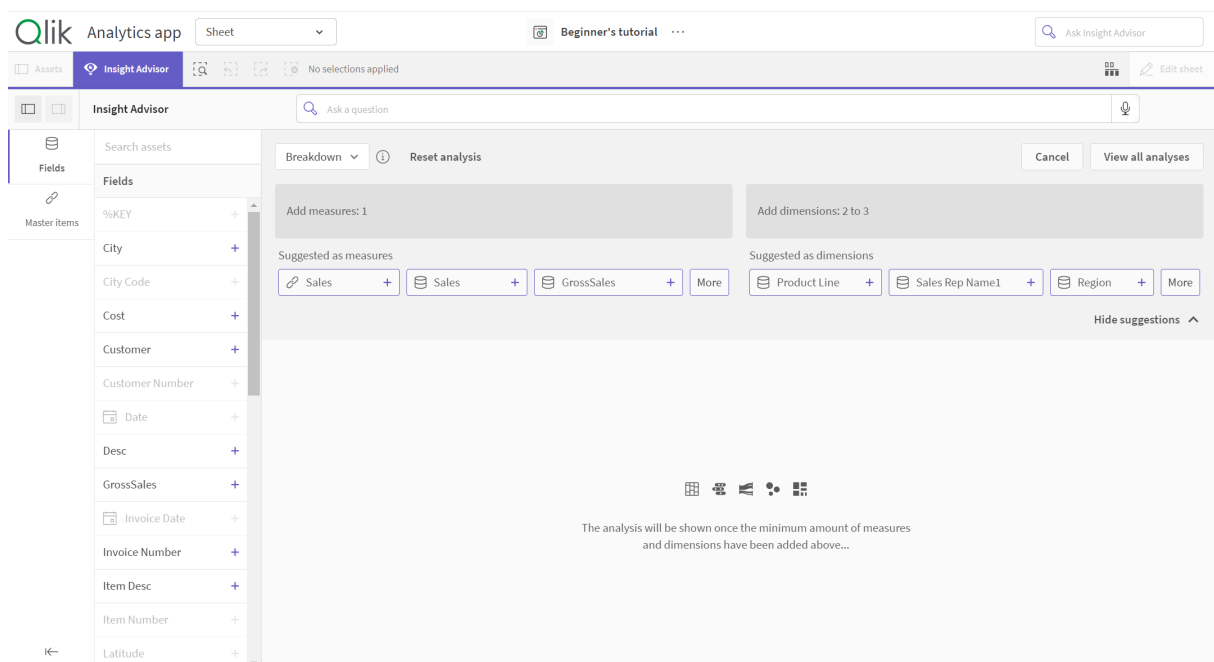 Qlik Analytics app Sheet Beginner's tutorial ... Ask Insight Advisor
Assets Insight Advisor No selections applied Edit sheet
Insight Advisor Ask a question
Fields
Master items
Search assets
Fields
%KEY
City
City Code
Cost
Customer
Customer Number
Date
Desc
GrossSales
Invoice Date
Invoice Number
Item Desc
Item Number
Latitude
Breakdown Reset analysis Cancel View all analyses
Add measures: 1
Add dimensions: 2 to 3
Suggested as measures
Sales Sales GrossSales More
Suggested as dimensions
Product Line Sales Rep Name1 Region More
Hide suggestions
The analysis will be shown once the minimum amount of measures
and dimensions have been added above...